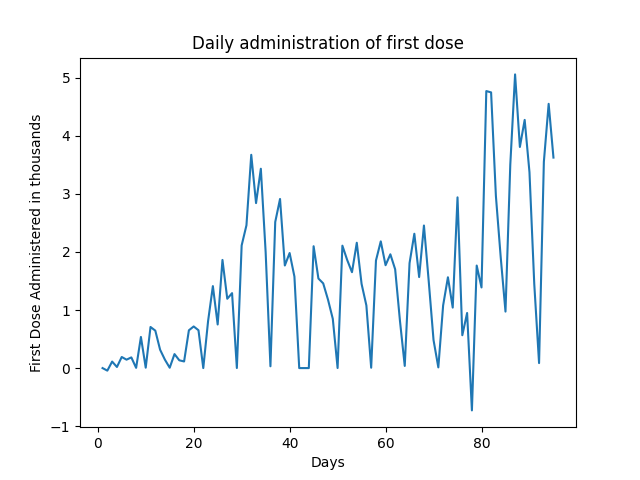 Daily administration of first dose
First Dose Administered in thousands
5
4
3
2
1
0
−1
0 20 40 60 80
Days